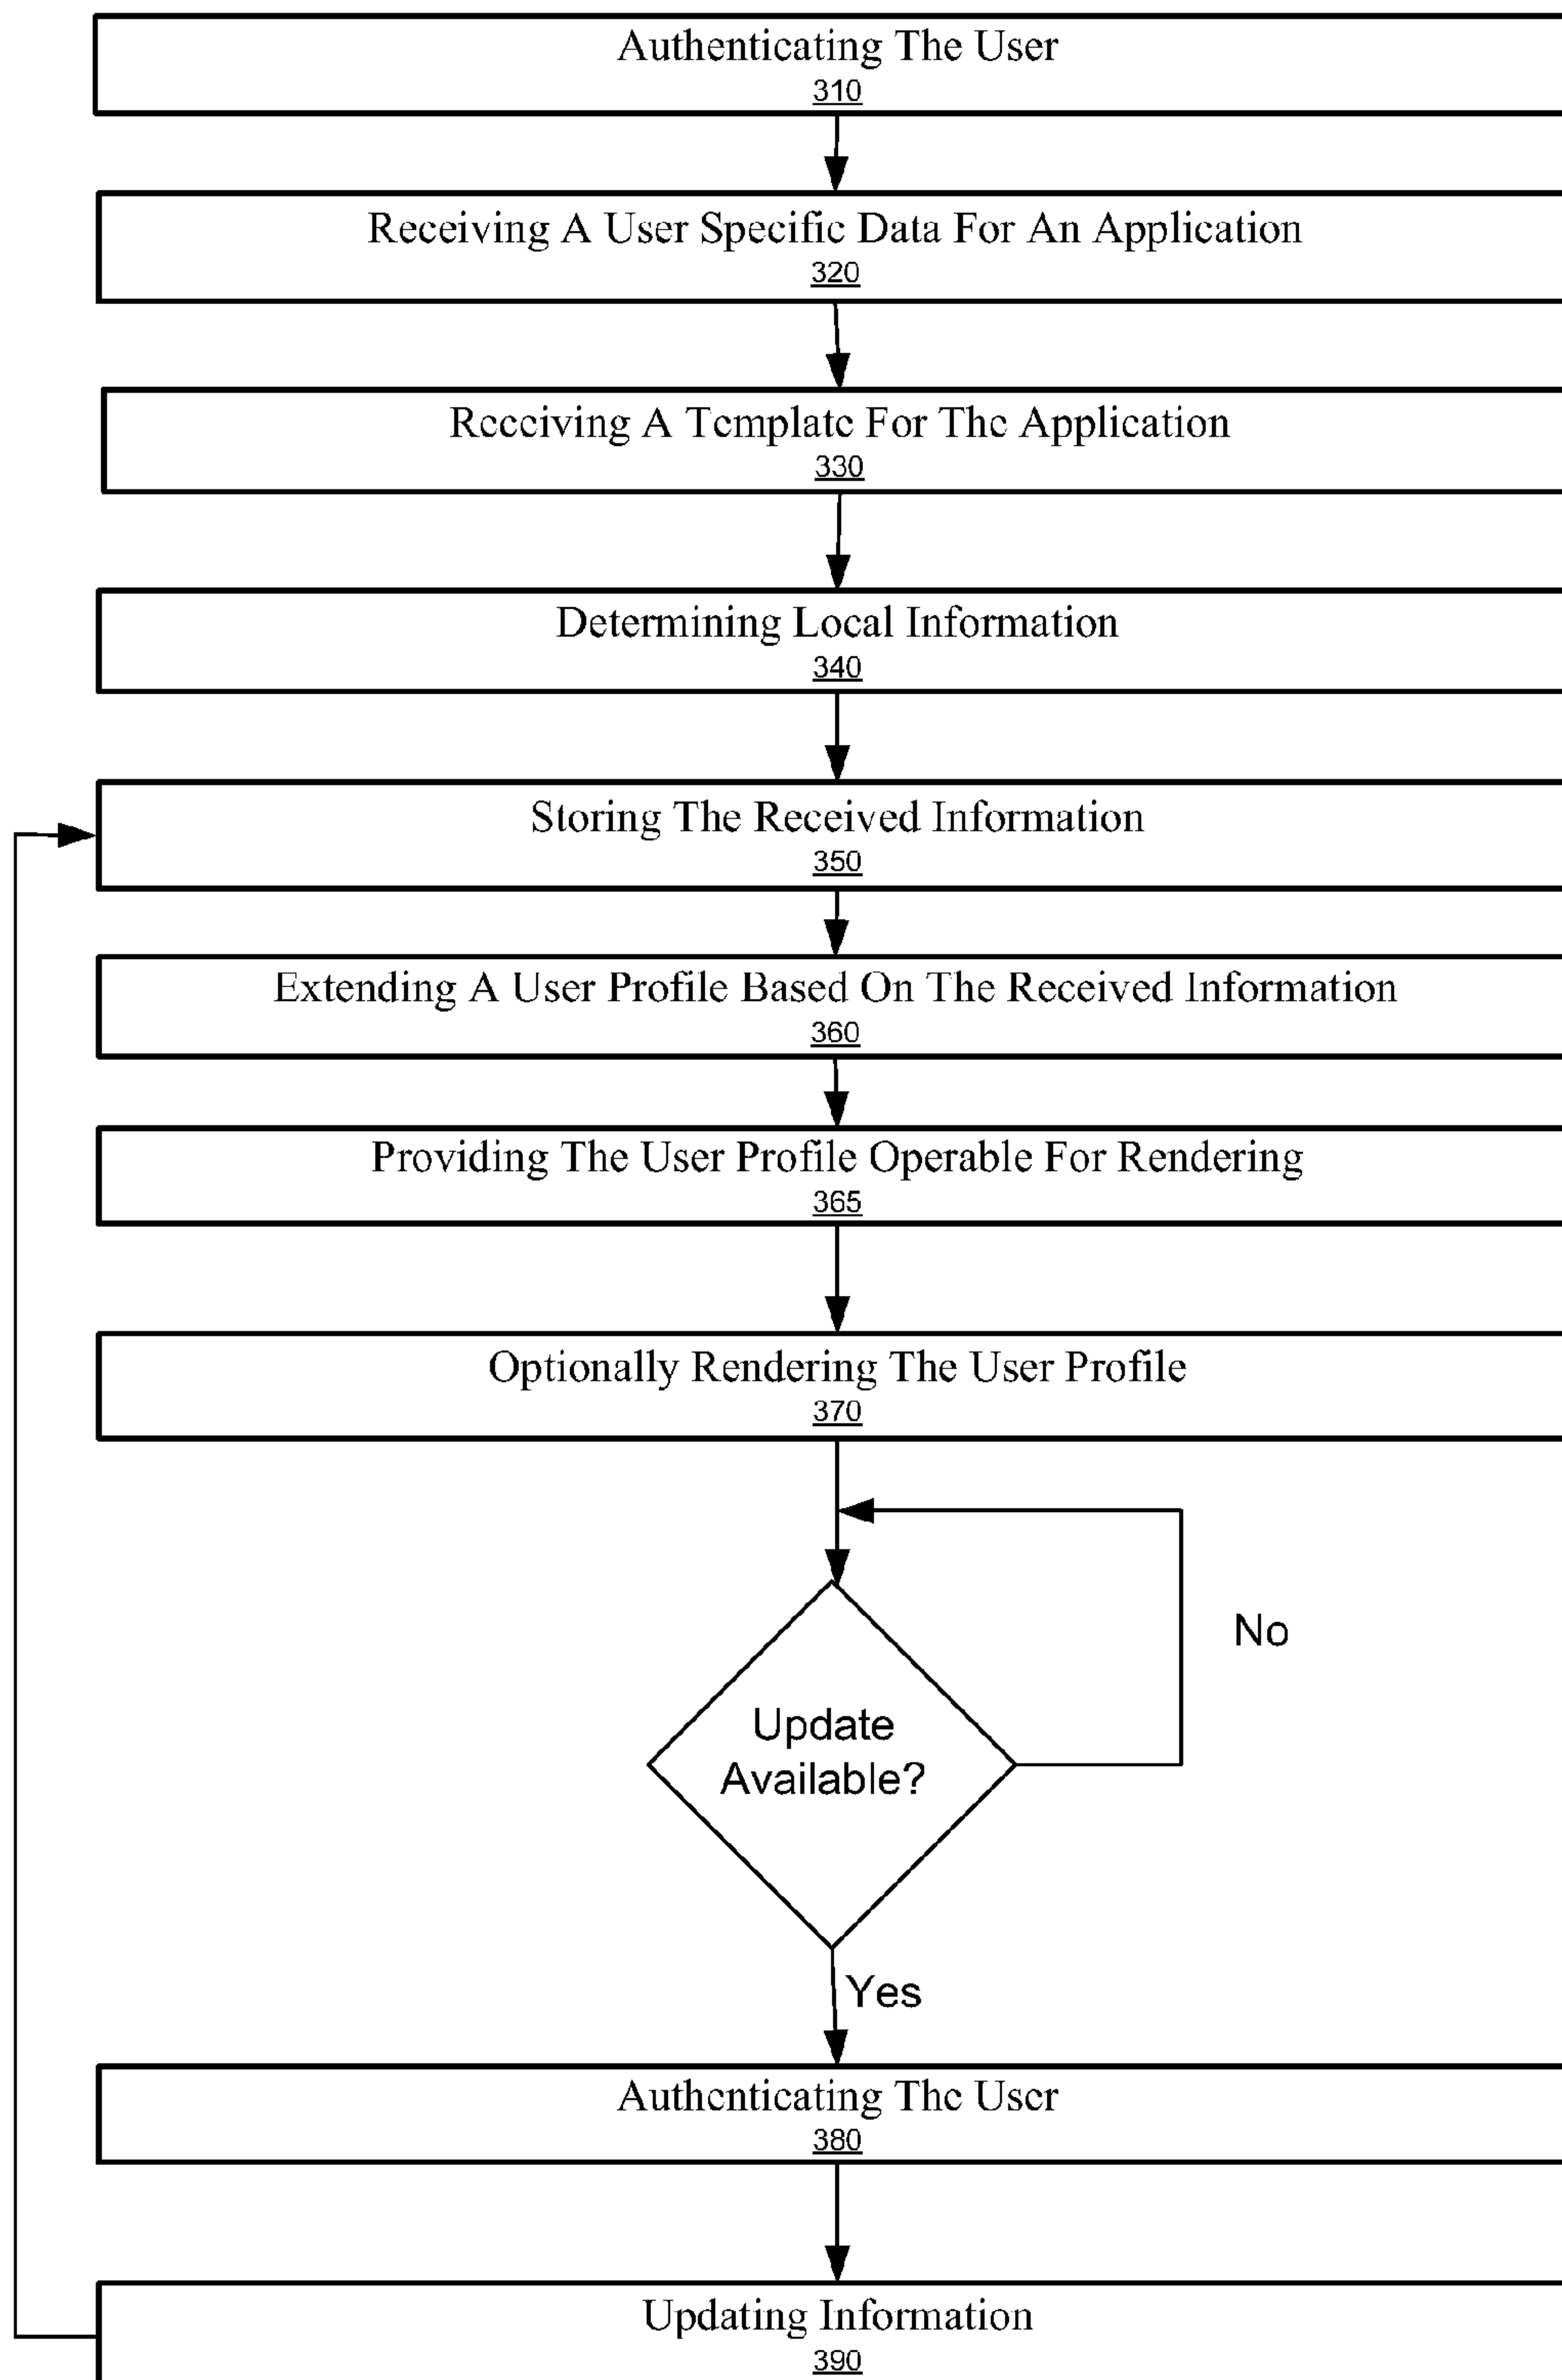 Authenticating The User
310
Receiving A User Specific Data For An Application
320
Receiving A Template For The Application
330
Determining Local Information
340
Storing The Received Information
350
Extending A User Profile Based On The Received Information
360
Providing The User Profile Operable For Rendering
365
Optionally Rendering The User Profile
370
No
Update
Available?
Yes
Authenticating The User
380
Updating Information
390